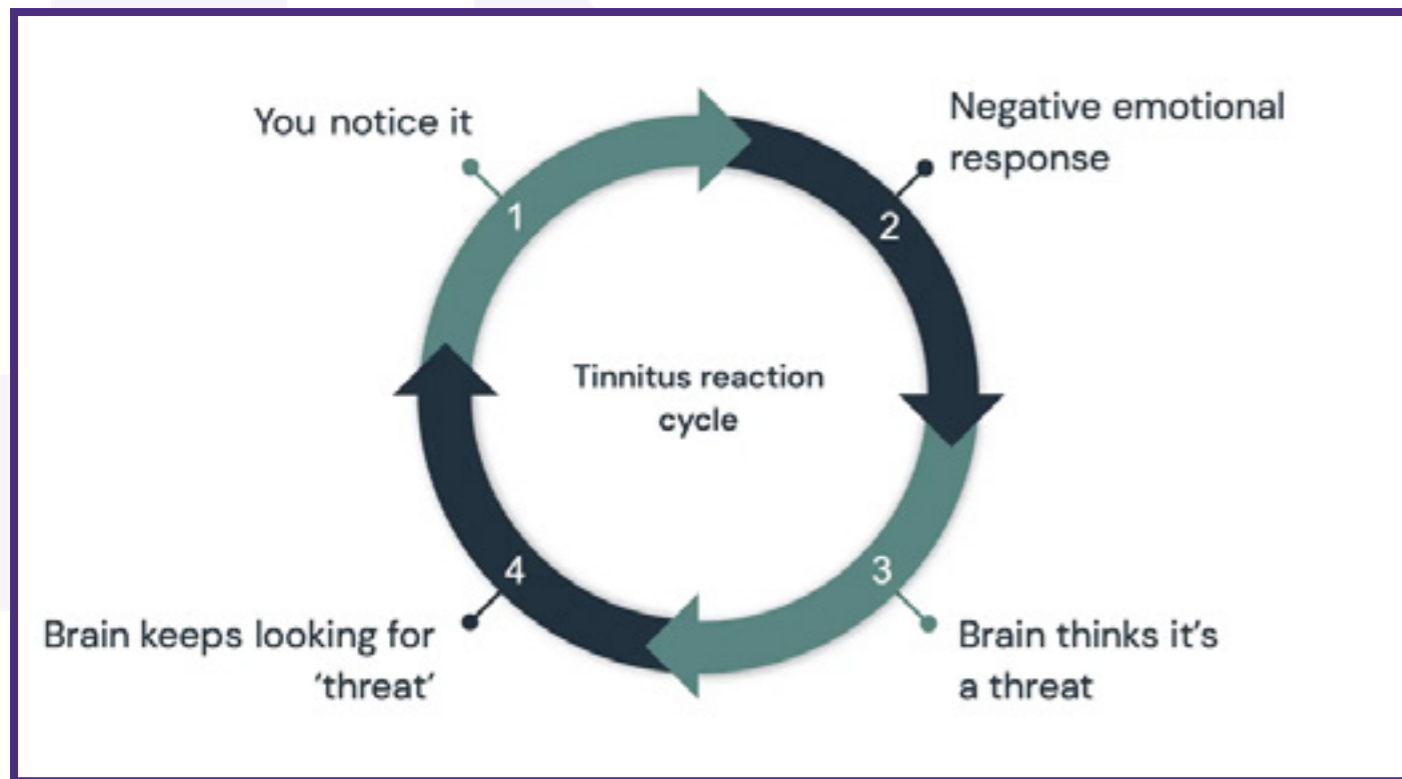 You notice it
1
Negative emotional
response
2
Tinnitus reaction
cycle
3
Brain thinks it's
a threat
4
Brain keeps looking for
‘threat’